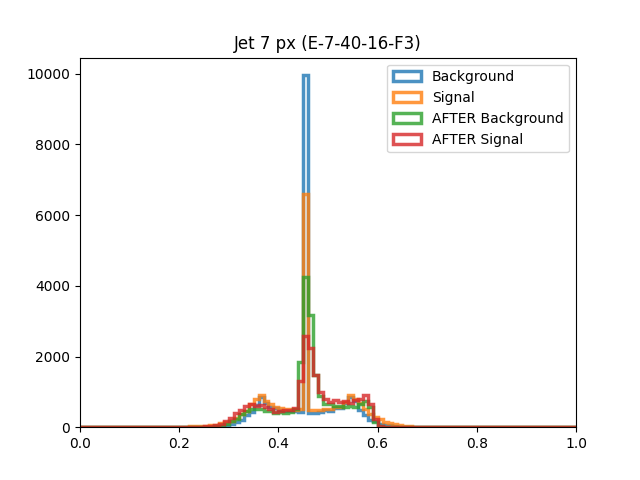 Jet 7 px (E-7-40-16-F3)
10000
8000
6000
4000
2000
0
0.0 0.2 0.4 0.6 0.8 1.0
Background
Signal
AFTER Background
AFTER Signal